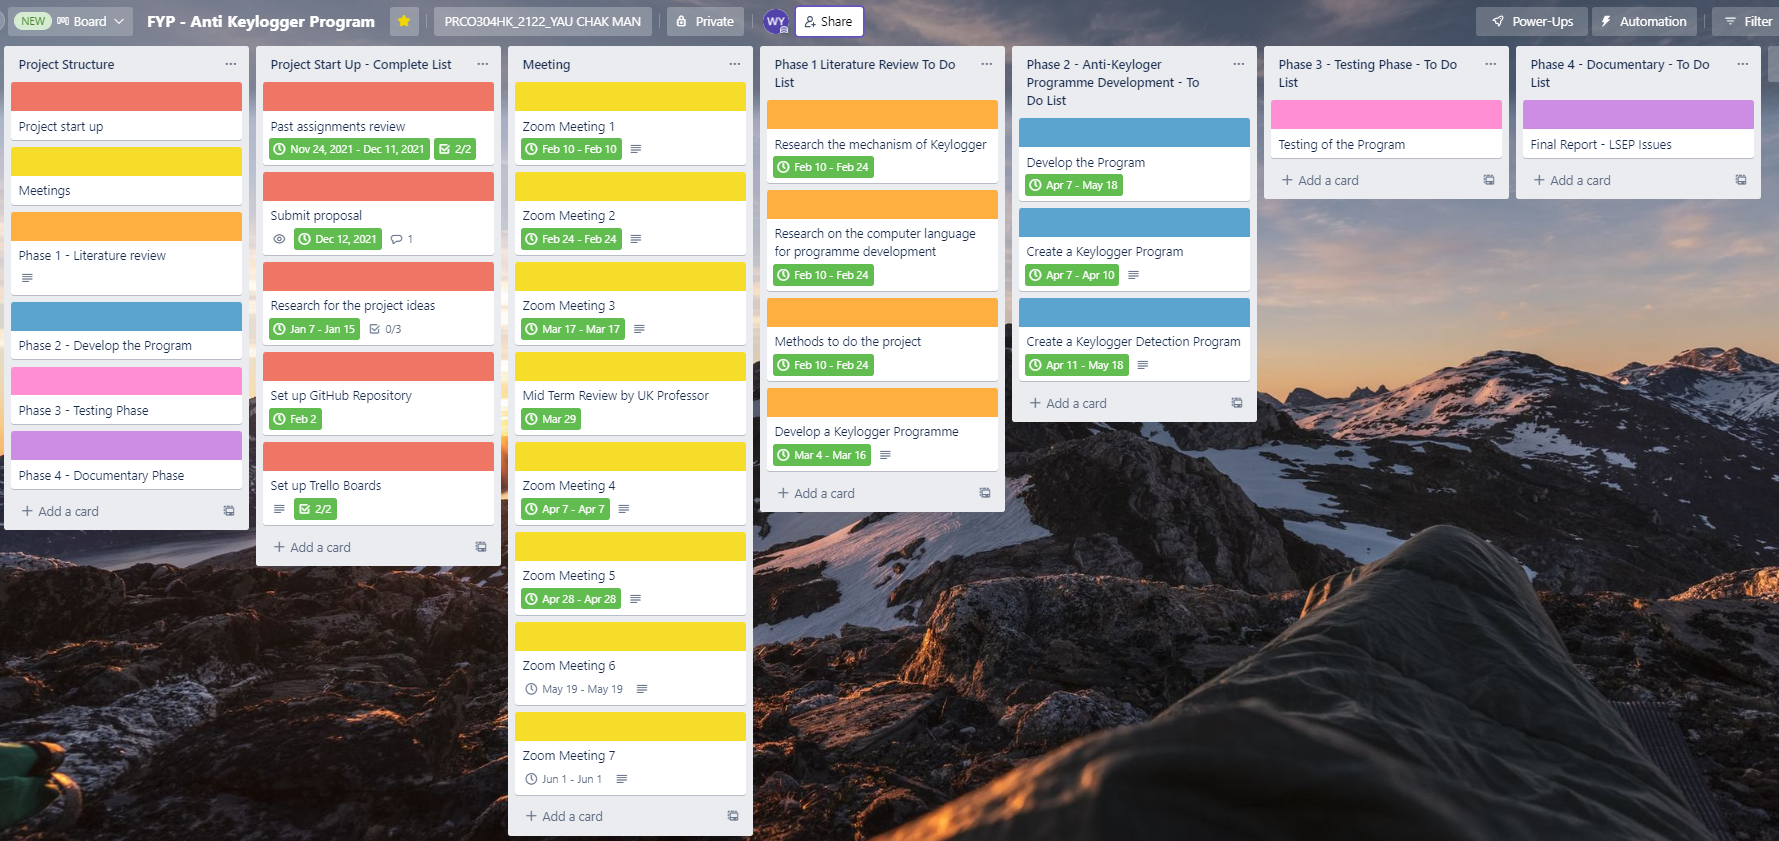 NEW Board FYP - Anti Keylogger Program PRCO304HK_2122_YAU CHAK MAN Private WY Share Power-Ups Automation Filter
Project Structure
Project start up
Meetings
Phase 1 - Literature review
Phase 2 - Develop the Program
Phase 3 - Testing Phase
Phase 4 - Documentary Phase
Add a card
Project Start Up - Complete List
Past assignments review
Nov 24, 2021 - Dec 11, 2021 2/2
Submit proposal
Dec 12, 2021 1
Research for the project ideas
Jan 7 - Jan 15 0/3
Set up GitHub Repository
Feb 2
Set up Trello Boards
2/2
Add a card
Meeting
Zoom Meeting 1
Feb 10 - Feb 10
Zoom Meeting 2
Feb 24 - Feb 24
Zoom Meeting 3
Mar 17 - Mar 17
Mid Term Review by UK Professor
Mar 29
Zoom Meeting 4
Apr 7 - Apr 7
Zoom Meeting 5
Apr 28 - Apr 28
Zoom Meeting 6
May 19 - May 19
Zoom Meeting 7
Jun 1 - Jun 1
Add a card
Phase 1 Literature Review To Do
List
Research the mechanism of Keylogger
Feb 10 - Feb 24
Research on the computer language
for programme development
Feb 10 - Feb 24
Methods to do the project
Feb 10 - Feb 24
Develop a Keylogger Programme
Mar 4 - Mar 16
Add a card
Phase 2 - Anti-Keyloger
Programme Development - To
Do List
Develop the Program
Apr 7 - May 18
Create a Keylogger Program
Apr 7 - Apr 10
Create a Keylogger Detection Program
Apr 11 - May 18
Add a card
Phase 3 - Testing Phase - To Do
List
Testing of the Program
Add a card
Phase 4 - Documentary - To Do
List
Final Report - LSEP Issues
Add a card